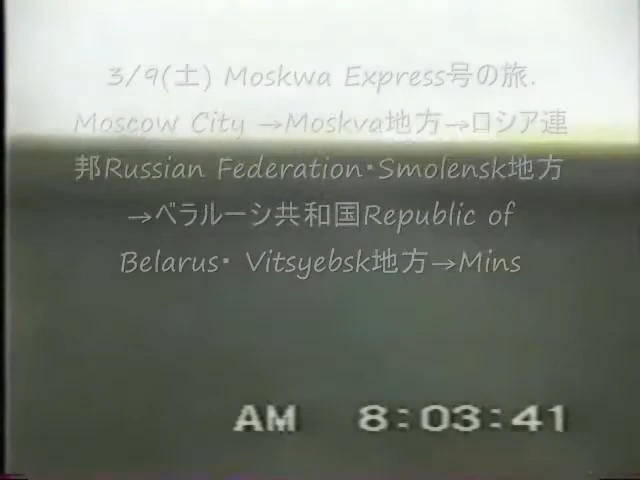 3/9(土) Moskwa Express号の旅.
Moscow City →Moskva地方→ロシア連
邦Russian Federation・Smolensk地方
→ベラルーシ共和国Republic of
Belarus・ Vitsyebsk地方→Mins
AM 8:03:41